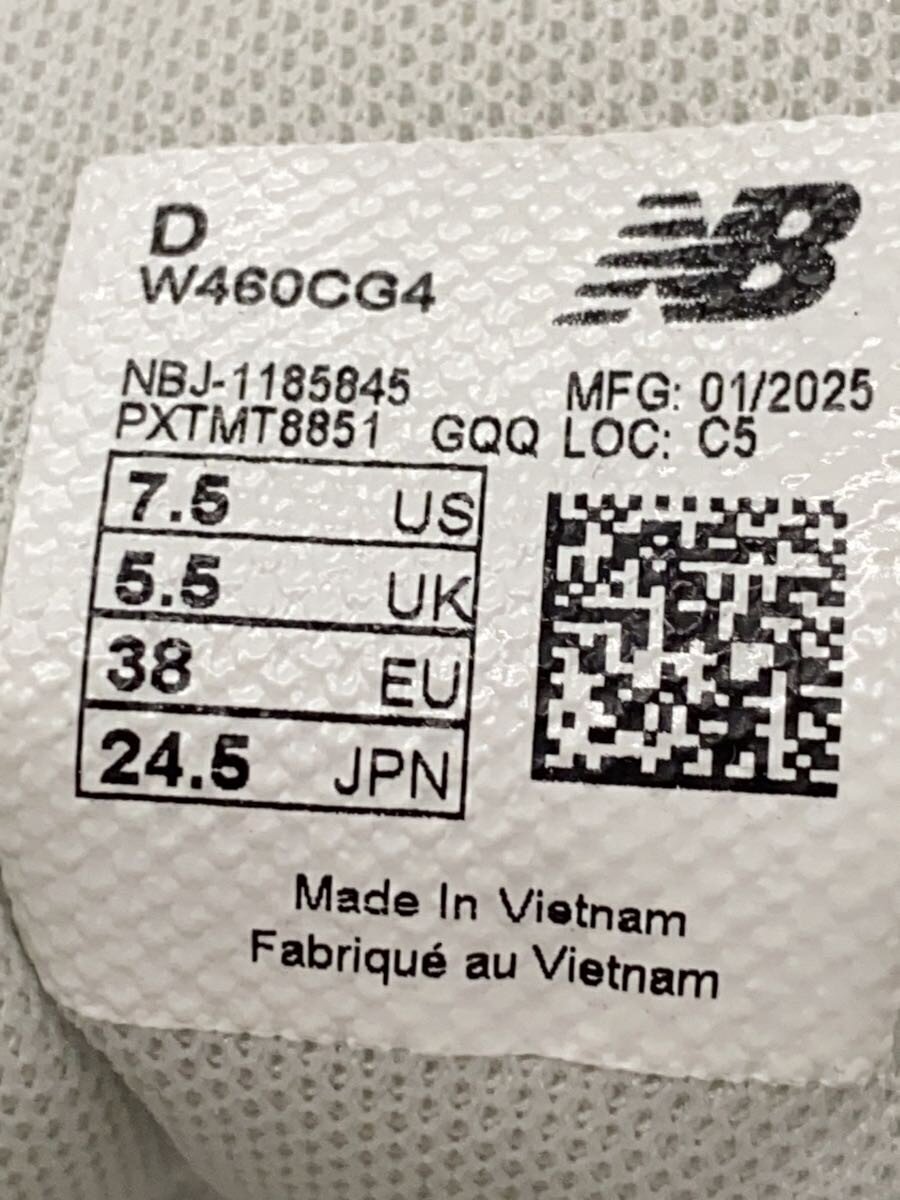 D
NB
W460CG4
NBJ-1185845 MFG: 01/2025
PXTMT8851 GQQ LOC: C5
7.5 US
5.5 UK
38 EU
24.5 JPN
Made In Vietnam
Fabriqué au Vietnam